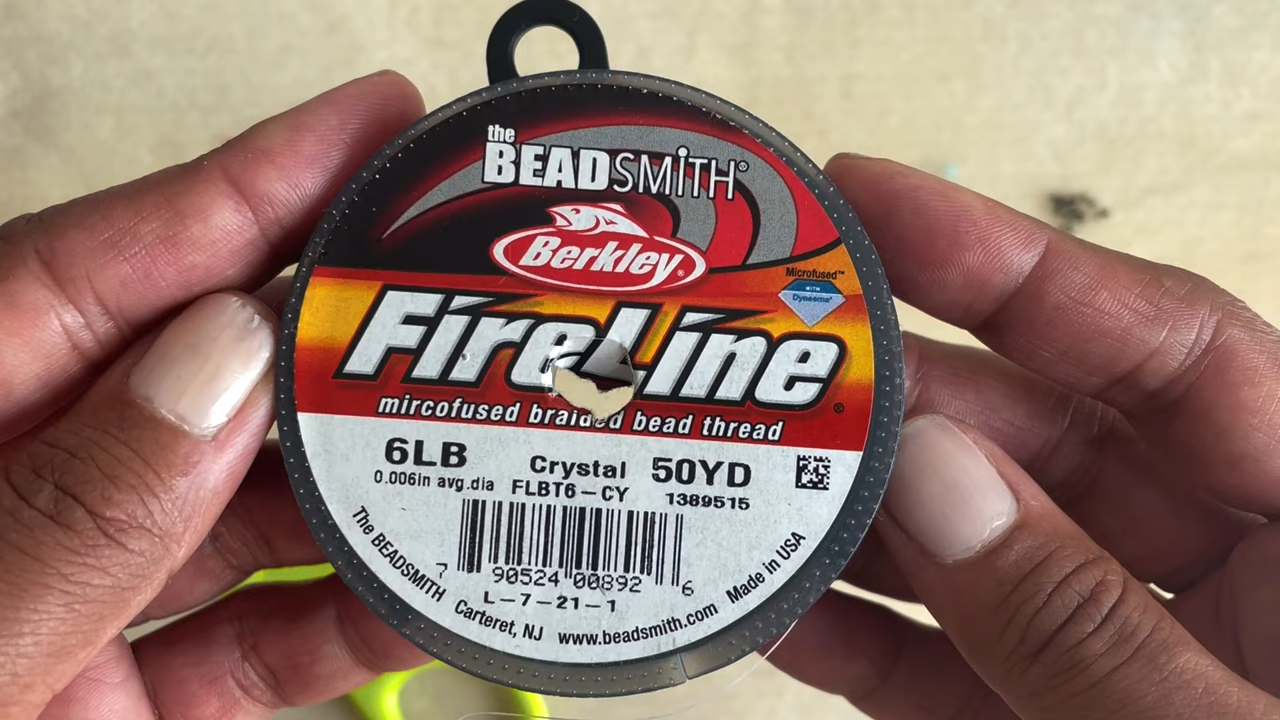 the
BEADSMiTH®
Berkley®
Microfused™
WITH
Dyneema®
FireLine®
mircofused braided bead thread
6LB Crystal 50YD
0.006In avg.dia FLBT6-CY 1389515
7 90524 00892 6
L-7-21-1
The BEADSMITH Carteret, NJ www.beadsmith.com Made in USA